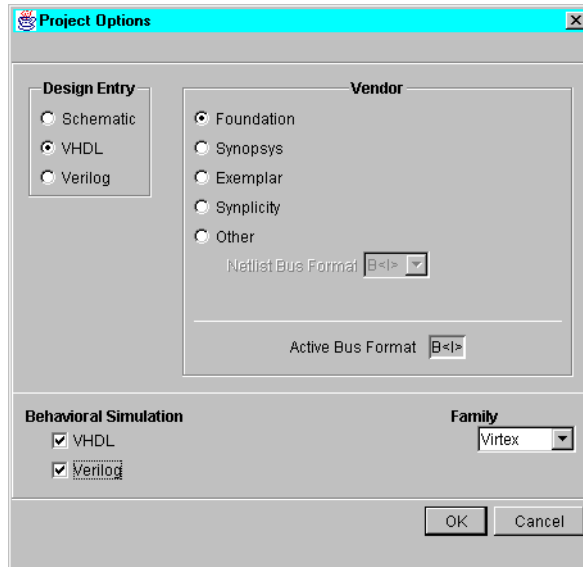 Project Options
Design Entry
Schematic
VHDL
Verilog
Vendor
Foundation
Synopsys
Exemplar
Synplicity
Other
Netlist Bus Format B<I>
Active Bus Format B<I>
Behavioral Simulation
VHDL
Verilog
Family
Virtex
OK Cancel